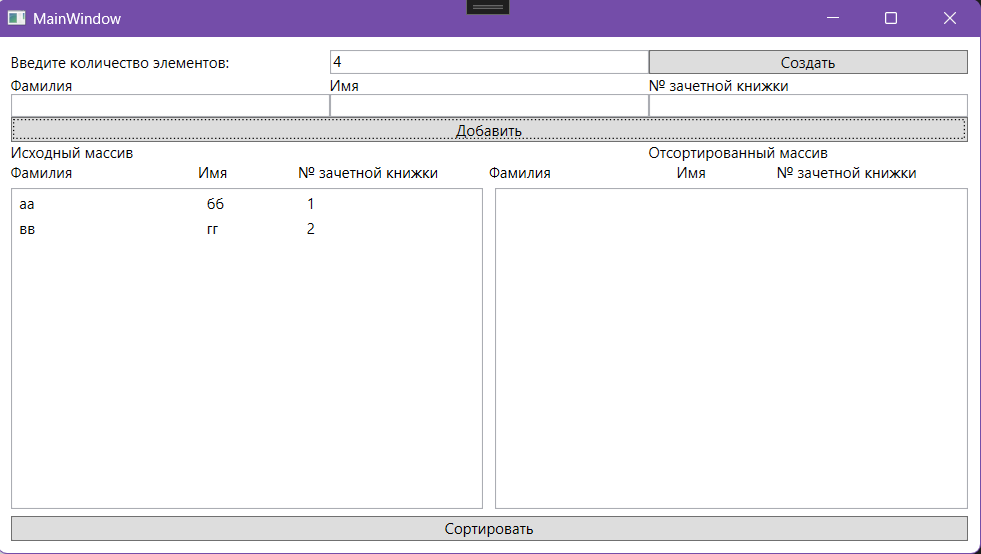 MainWindow
Введите количество элементов: 4 Создать
Фамилия Имя № зачетной книжки
Добавить
Исходный массив Отсортированный массив
Фамилия Имя № зачетной книжки Фамилия Имя № зачетной книжки
аа бб 1
вв гг 2
Сортировать